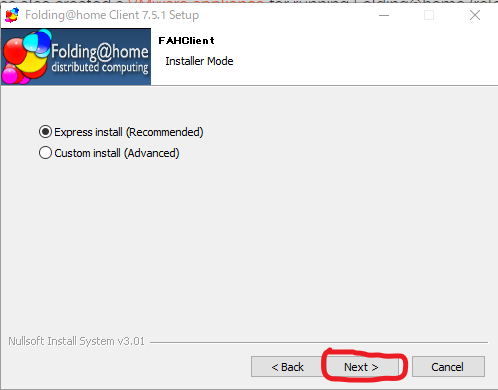 Folding@home Client 7.5.1 Setup
Folding@home
distributed computing
FAHClient
Installer Mode
Express install (Recommended)
Custom install (Advanced)
Nullsoft Install System v3.01
< Back
Next >
Cancel